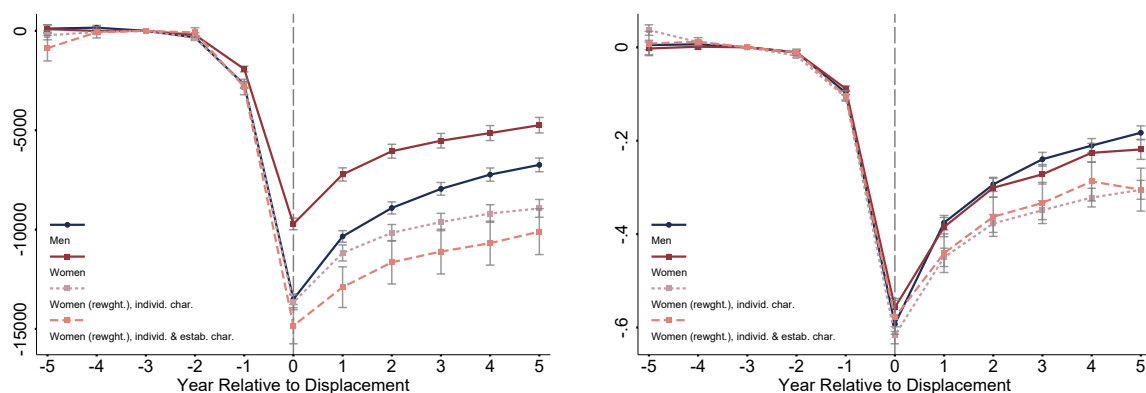 0
-5000
-10000
-15000
Men
Women
Women (rewght.), individ. char.
Women (rewght.), individ. & estab. char.
-5 -4 -3 -2 -1 0 1 2 3 4 5
Year Relative to Displacement
0
-.2
-.4
-.6
Men
Women
Women (rewght.), individ. char.
Women (rewght.), individ. & estab. char.
-5 -4 -3 -2 -1 0 1 2 3 4 5
Year Relative to Displacement